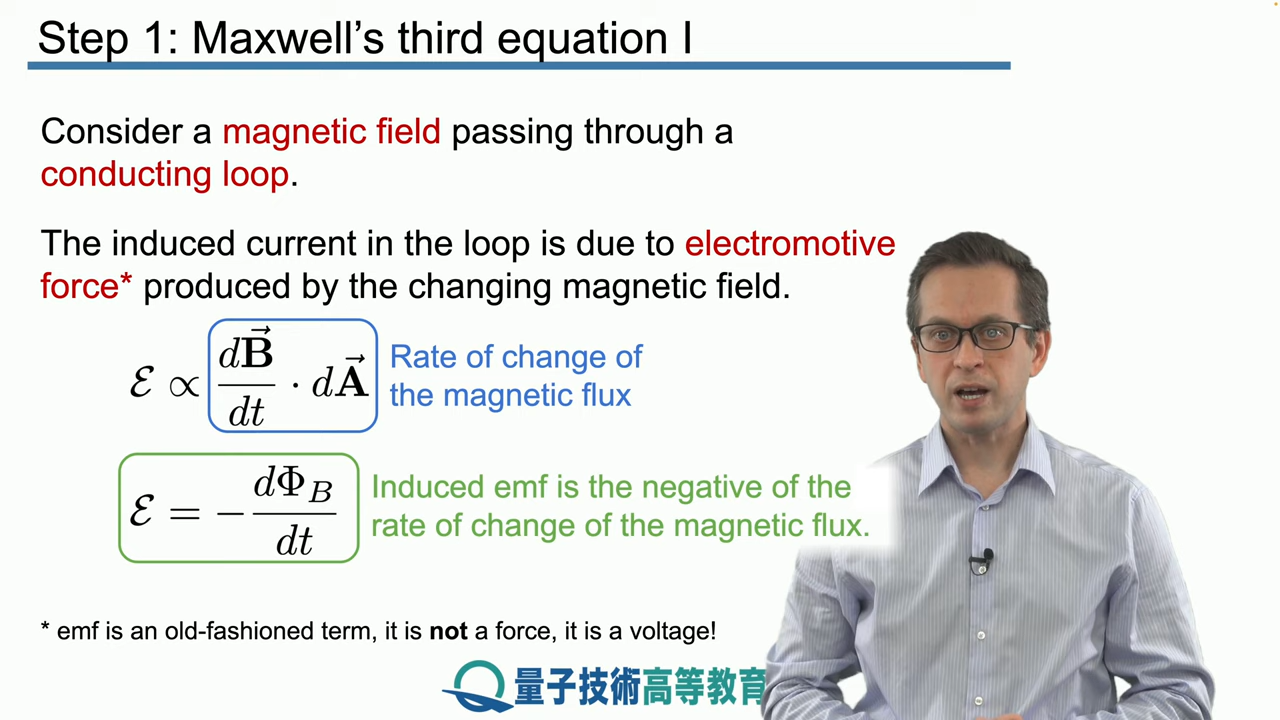 Step 1: Maxwell's third equation I
Consider a magnetic field passing through a
conducting loop.
The induced current in the loop is due to electromotive
force* produced by the changing magnetic field.
ℰ ∝ dB⃗/dt · dA⃗
Rate of change of
the magnetic flux
ℰ = − dΦ_B/dt
Induced emf is the negative of the
rate of change of the magnetic flux.
* emf is an old-fashioned term, it is not a force, it is a voltage!
量子技術高等教育